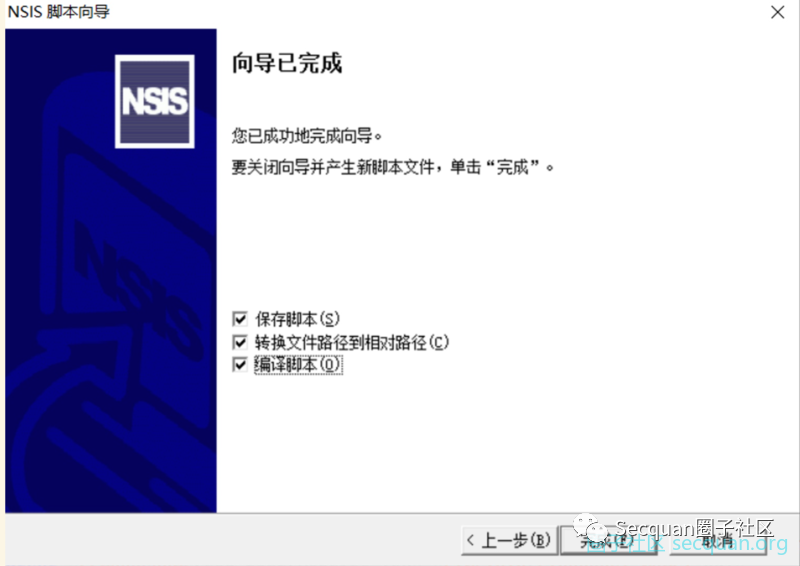 NSIS 脚本向导
NSIS
向导已完成
您已成功地完成向导。
要关闭向导并产生新脚本文件，单击“完成”。
保存脚本(S)
转换文件路径到相对路径(C)
编译脚本(O)
NSIS
< 上一步(B)
完成(F)
取消
Secquan圈子社区
圈子社区 secquan.org